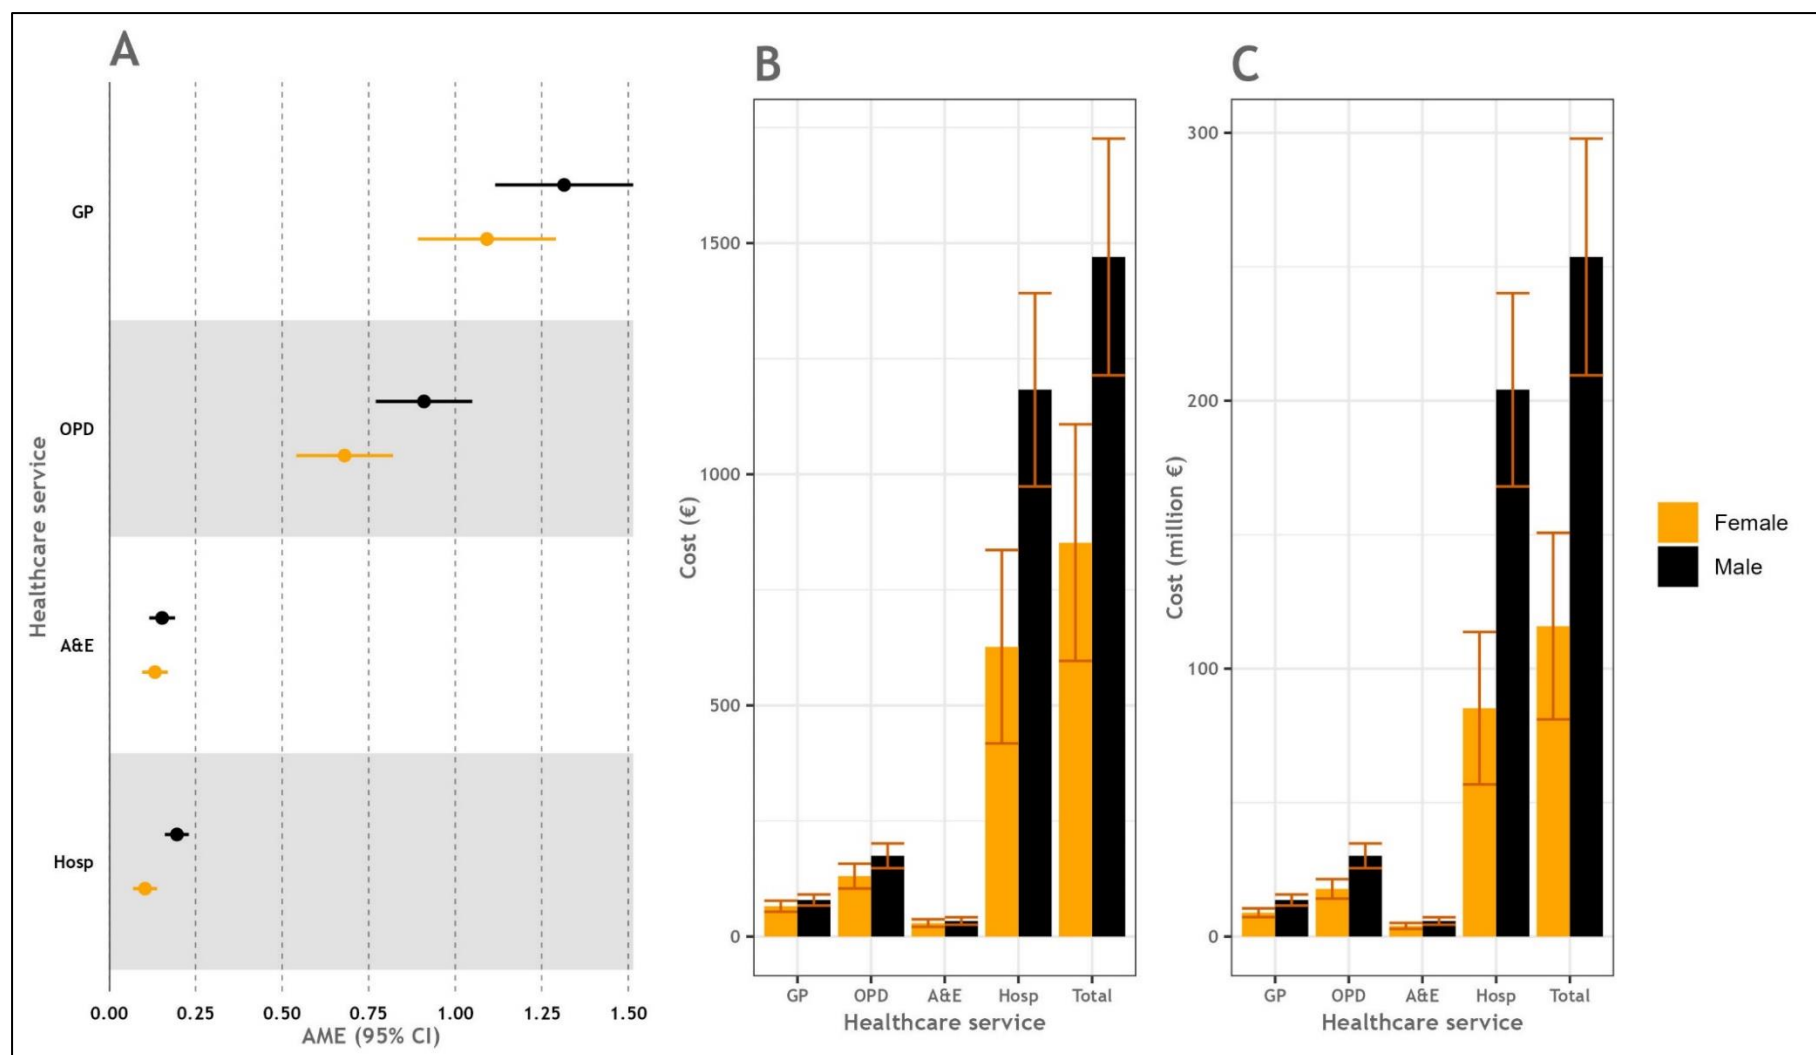 A
Healthcare service
GP
OPD
A&E
Hosp
0.00 0.25 0.50 0.75 1.00 1.25 1.50
AME (95% CI)
B
Cost (€)
1500
1000
500
0
GP OPD A&E Hosp Total
Healthcare service
C
Cost (million €)
300
200
100
0
GP OPD A&E Hosp Total
Healthcare service
Female
Male